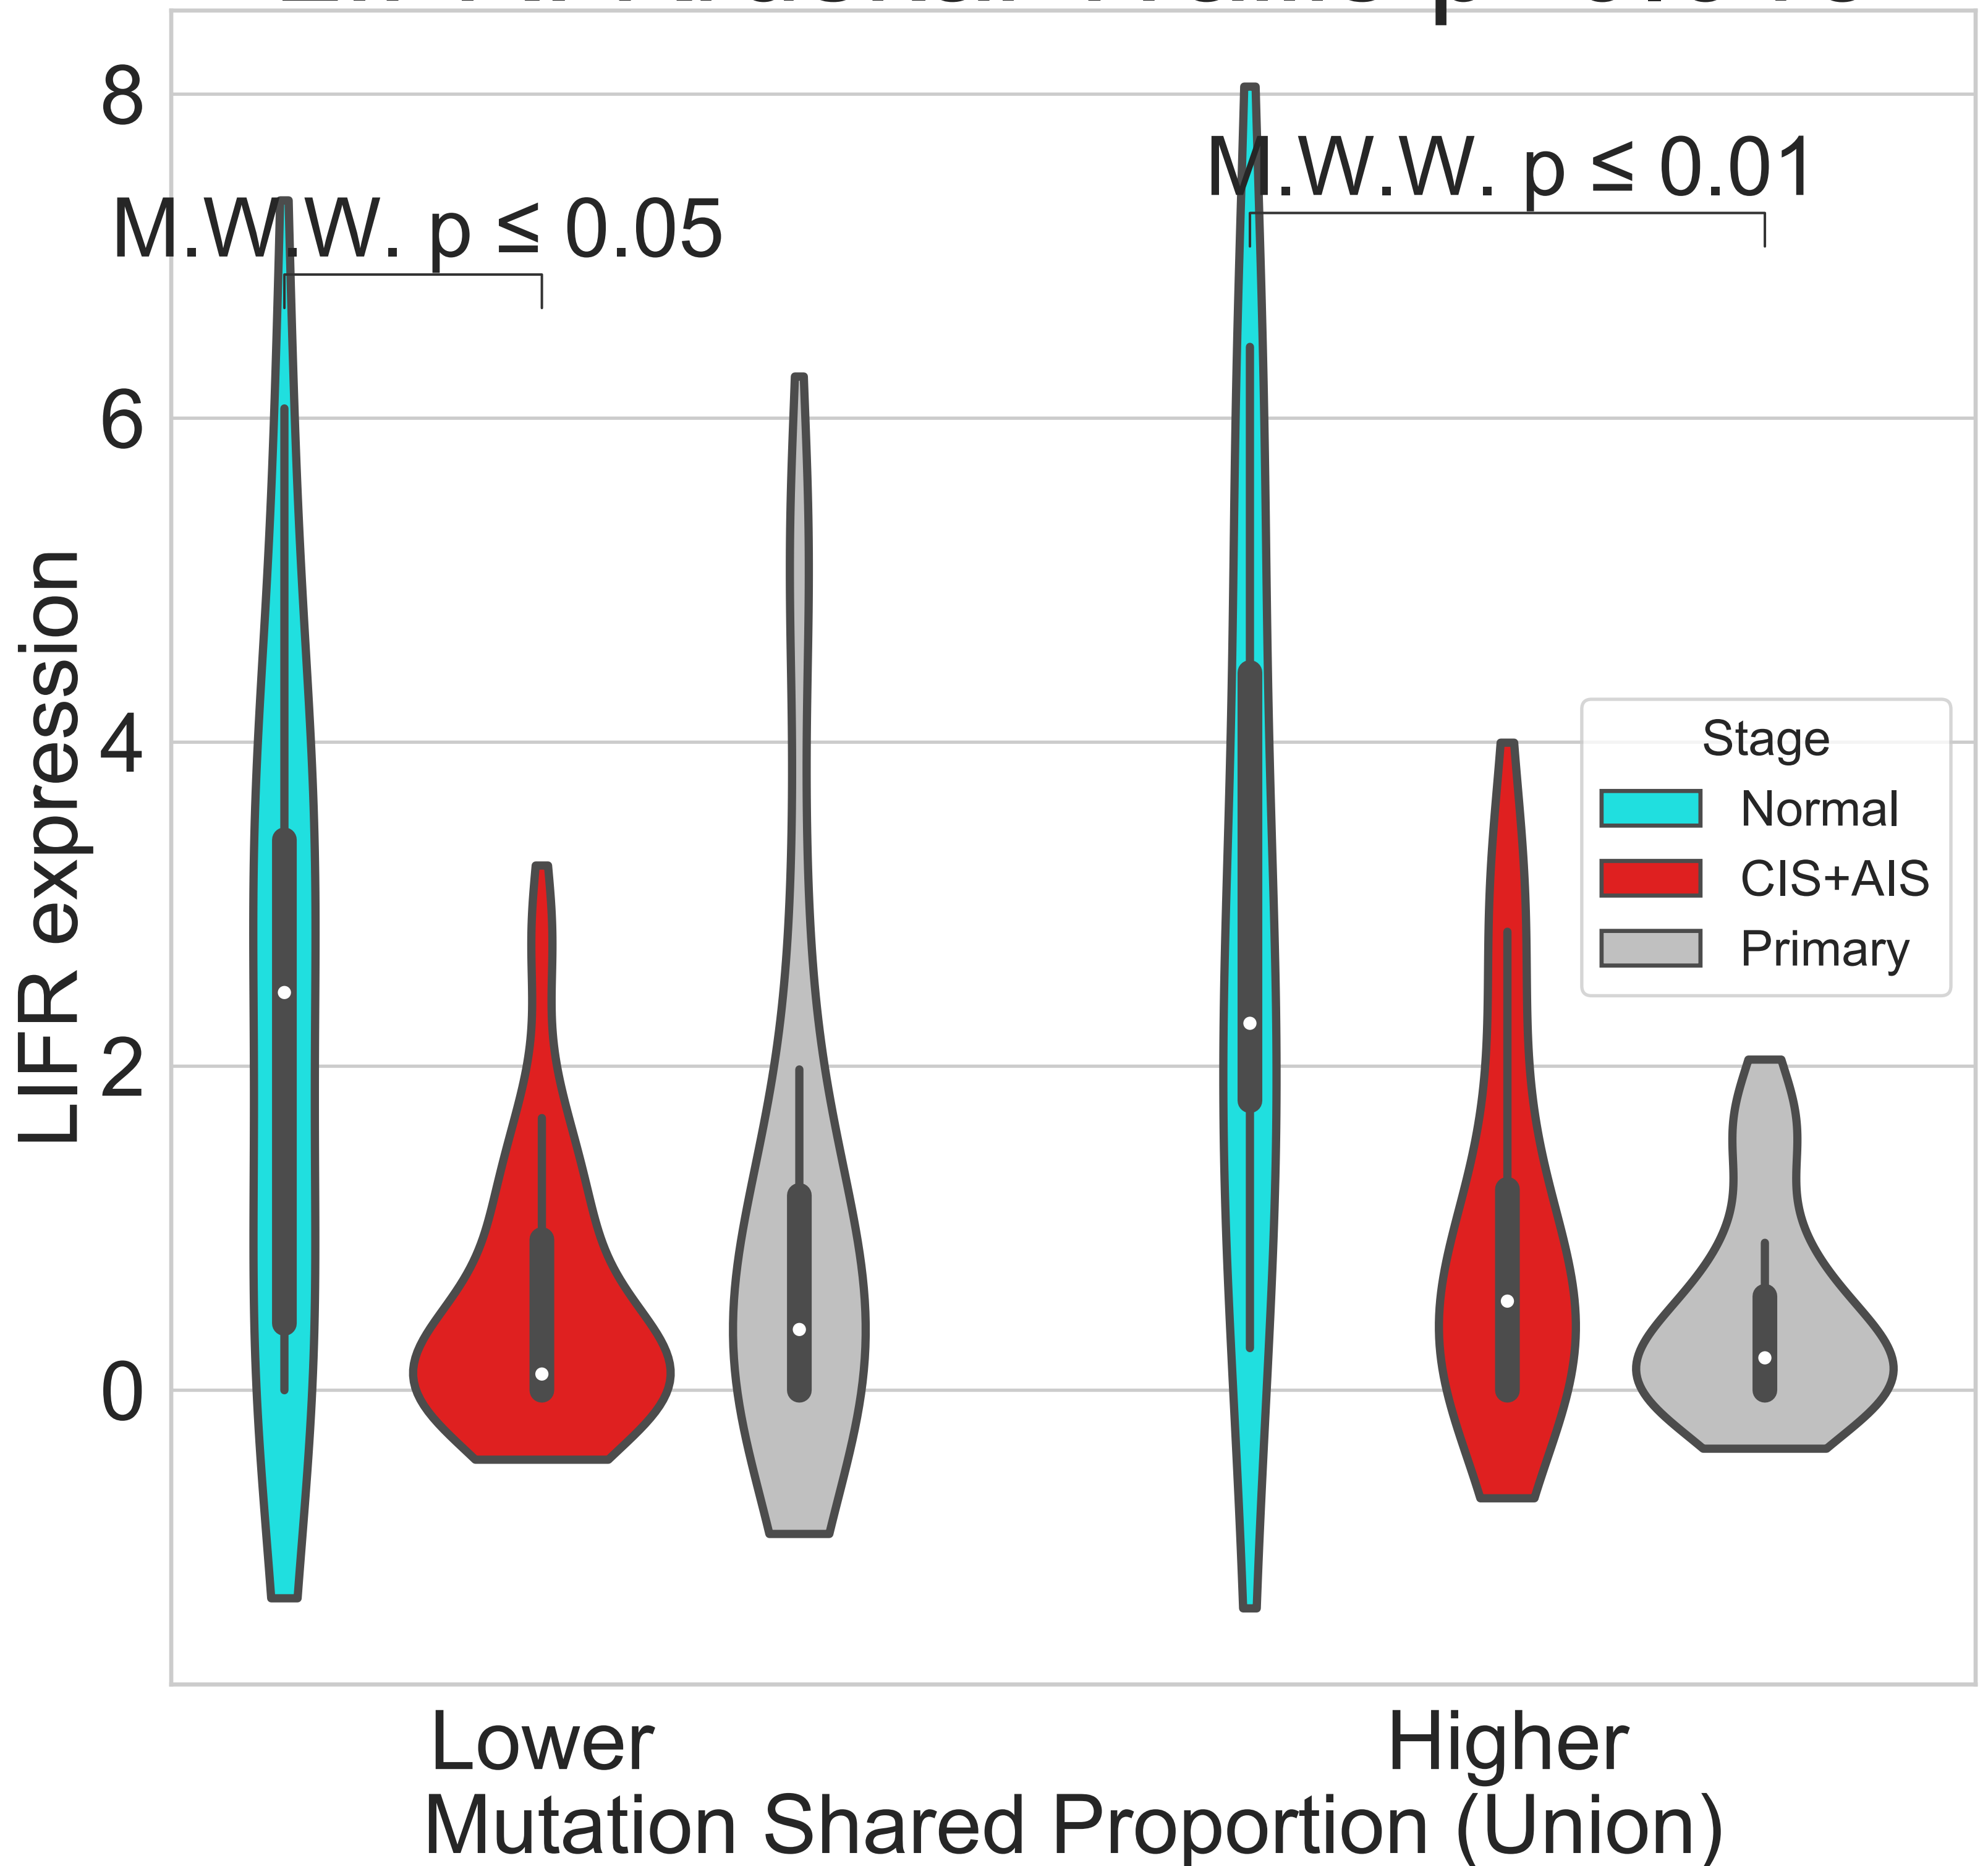 8
M.W.W. p ≤ 0.01
M.W.W. p ≤ 0.05
6
LIFR expression
4
Stage
Normal
CIS+AIS
Primary
2
0
Lower
Higher
Mutation Shared Proportion (Union)